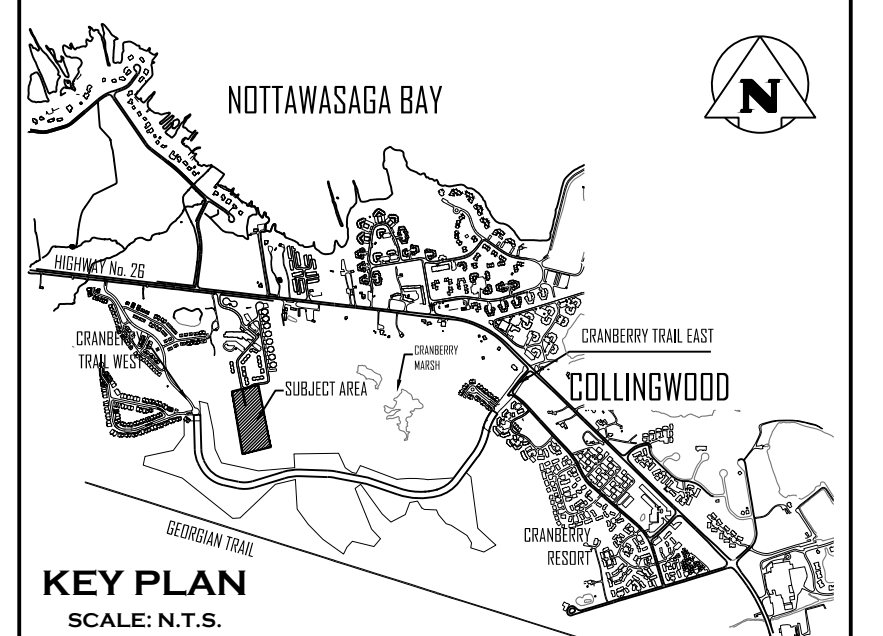 NOTTAWASAGA BAY
N
HIGHWAY No. 26
CRANBERRY
TRAIL WEST
CRANBERRY
MARSH
CRANBERRY TRAIL EAST
SUBJECT AREA
COLLINGWOOD
GEORGIAN TRAIL
CRANBERRY
RESORT
KEY PLAN
SCALE: N.T.S.